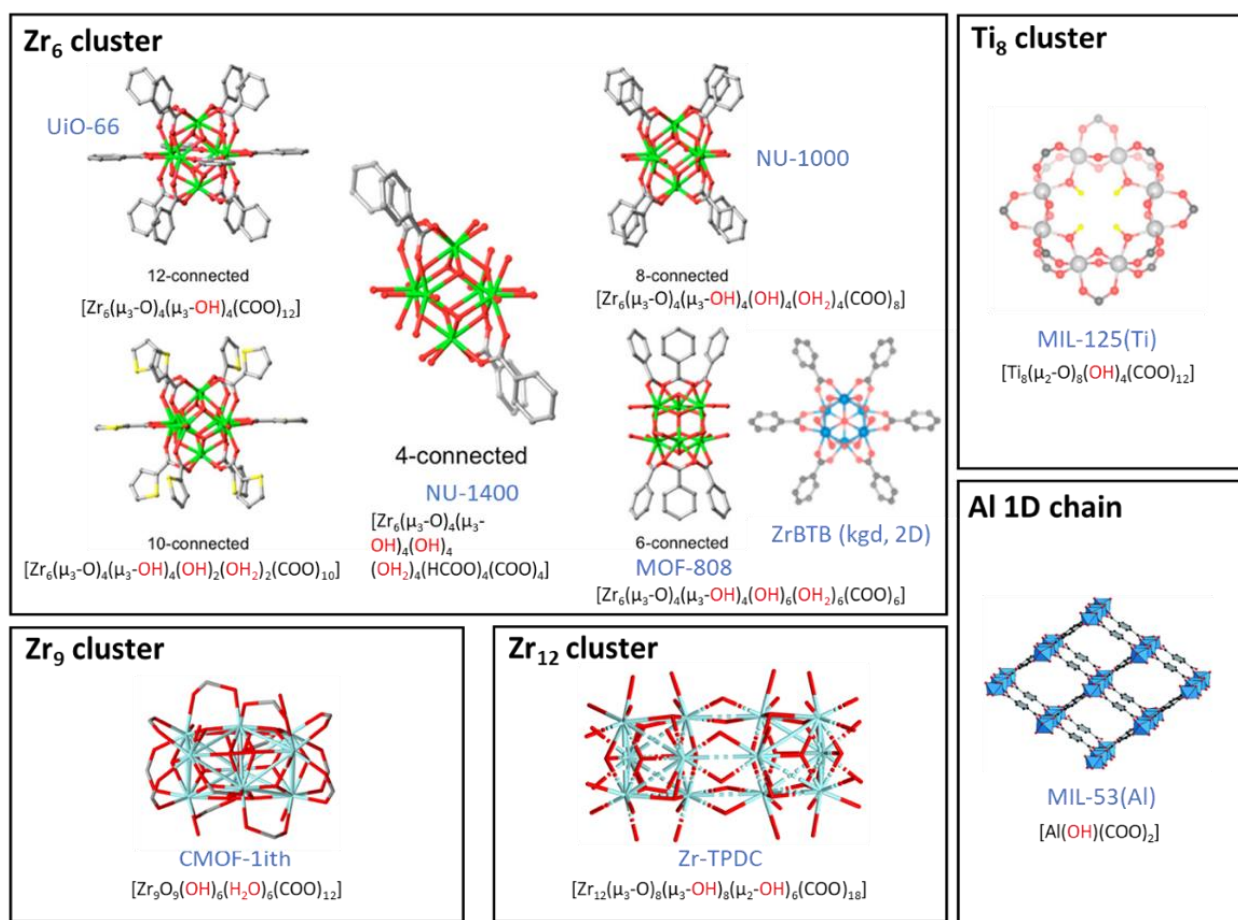 Zr₆ cluster
UiO-66
12-connected
[Zr₆(μ₃-O)₄(μ₃-OH)₄(COO)₁₂]
10-connected
[Zr₆(μ₃-O)₄(μ₃-OH)₄(OH)₂(OH₂)₂(COO)₁₀]
4-connected
NU-1400
[Zr₆(μ₃-O)₄(μ₃-
OH)₄(OH)₄
(OH₂)₄(HCOO)₄(COO)₄]
NU-1000
8-connected
[Zr₆(μ₃-O)₄(μ₃-OH)₄(OH)₄(OH₂)₄(COO)₈]
6-connected
MOF-808
ZrBTB (kgd, 2D)
[Zr₆(μ₃-O)₄(μ₃-OH)₄(OH)₆(OH₂)₆(COO)₆]
Ti₈ cluster
MIL-125(Ti)
[Ti₈(μ₂-O)₈(OH)₄(COO)₁₂]
Zr₉ cluster
CMOF-1ith
[Zr₉O₉(OH)₆(H₂O)₆(COO)₁₂]
Zr₁₂ cluster
Zr-TPDC
[Zr₁₂(μ₃-O)₈(μ₃-OH)₈(μ₂-OH)₆(COO)₁₈]
Al 1D chain
MIL-53(Al)
[Al(OH)(COO)₂]